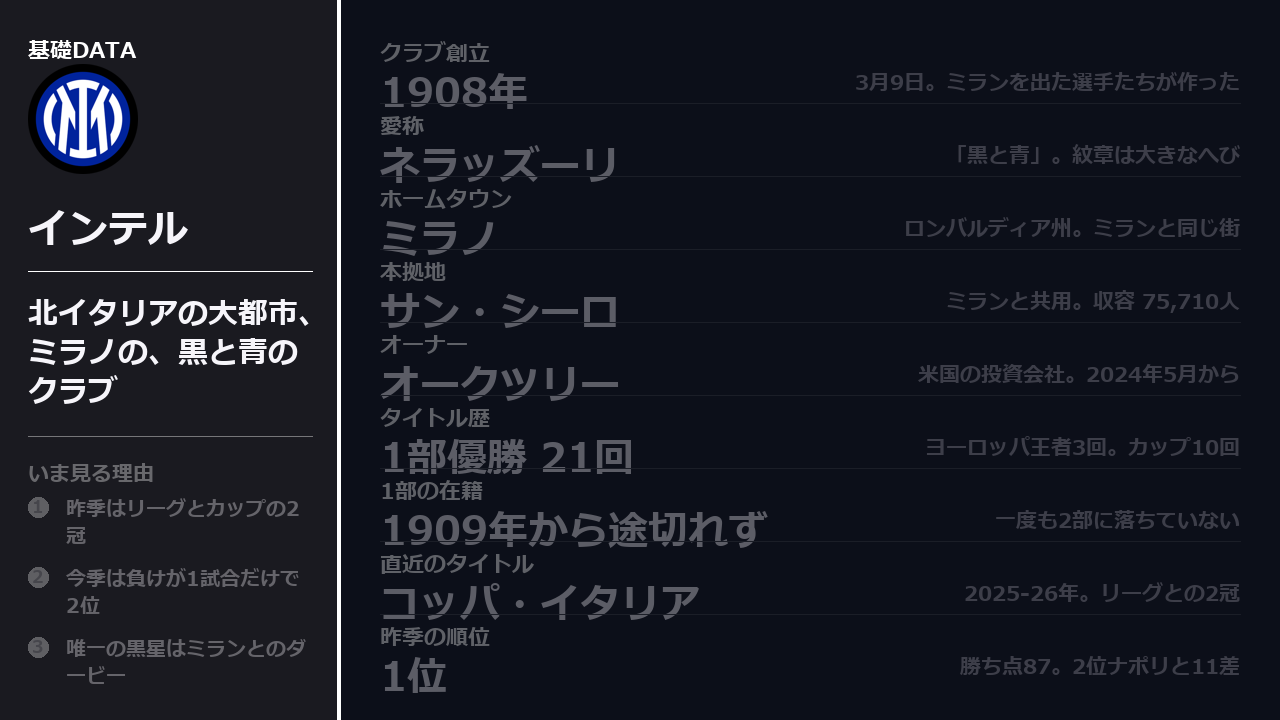 基礎DATA
インテル
北イタリアの大都市、
ミラノの、黒と青の
クラブ
いま見る理由
1 昨季はリーグとカップの2
冠
2 今季は負けが1試合だけで
2位
3 唯一の黒星はミランとのダ
ービー
クラブ創立
1908年 3月9日。ミランを出た選手たちが作った
愛称
ネラッズーリ 「黒と青」。紋章は大きなへび
ホームタウン
ミラノ ロンバルディア州。ミランと同じ街
本拠地
サン・シーロ ミランと共用。収容 75,710人
オーナー
オークツリー 米国の投資会社。2024年5月から
タイトル歴
1部優勝 21回 ヨーロッパ王者3回。カップ10回
1部の在籍
1909年から途切れず 一度も2部に落ちていない
直近のタイトル
コッパ・イタリア 2025-26年。リーグとの2冠
昨季の順位
1位 勝ち点87。2位ナポリと11差